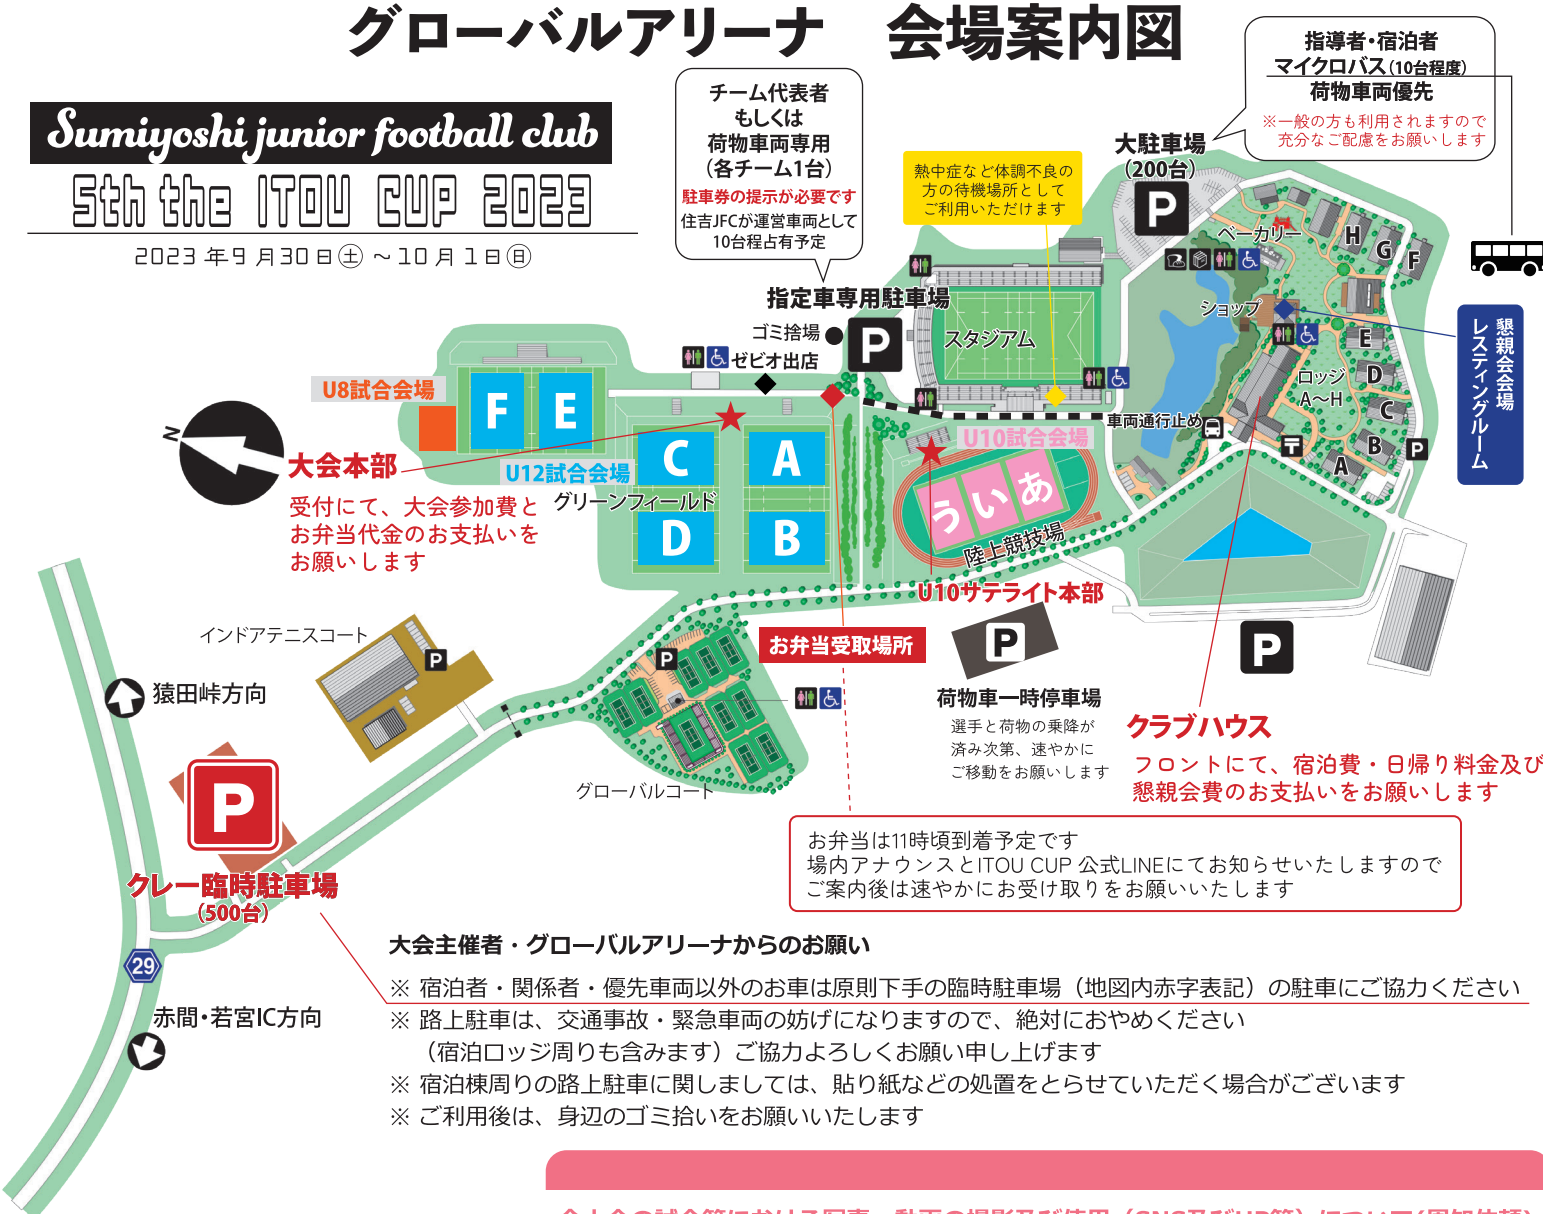 グローバルアリーナ　会場案内図
Sumiyoshi junior football club
5th the ITOU CUP 2023
2023年9月30日㊏～10月1日㊐
チーム代表者
もしくは
荷物車両専用
（各チーム1台）
駐車券の提示が必要です
住吉JFCが運営車両として
10台程占有予定
指導者・宿泊者
マイクロバス（10台程度）
荷物車両優先
※一般の方も利用されますので
充分なご配慮をお願いします
熱中症など体調不良の
方の待機場所として
ご利用いただけます
大駐車場
（200台）
P
ベーカリー
H
G
F
ショップ
E
D
C
B
A
ロッジ
A～H
P
懇親会会場
レスティングルーム
指定車専用駐車場
P
ゴミ捨場
ゼビオ出店
スタジアム
車両通行止め
U8試合会場
F
E
N
大会本部
受付にて、大会参加費と
お弁当代金のお支払いを
お願いします
U12試合会場
グリーンフィールド
C
A
D
B
U10試合会場
う い あ
陸上競技場
〒
U10サテライト本部
お弁当受取場所
P
荷物車一時停車場
選手と荷物の乗降が
済み次第、速やかに
ご移動をお願いします
P
クラブハウス
フロントにて、宿泊費・日帰り料金及び
懇親会費のお支払いをお願いします
インドアテニスコート
P
P
グローバルコート
猿田峠方向
P
クレー臨時駐車場
（500台）
29
赤間・若宮IC方向
お弁当は11時頃到着予定です
場内アナウンスとITOU CUP 公式LINEにてお知らせいたしますので
ご案内後は速やかにお受け取りをお願いいたします
大会主催者・グローバルアリーナからのお願い
※ 宿泊者・関係者・優先車両以外のお車は原則下手の臨時駐車場（地図内赤字表記）の駐車にご協力ください
※ 路上駐車は、交通事故・緊急車両の妨げになりますので、絶対におやめください
（宿泊ロッジ周りも含みます）ご協力よろしくお願い申し上げます
※ 宿泊棟周りの路上駐車に関しましては、貼り紙などの処置をとらせていただく場合がございます
※ ご利用後は、身辺のゴミ拾いをお願いいたします